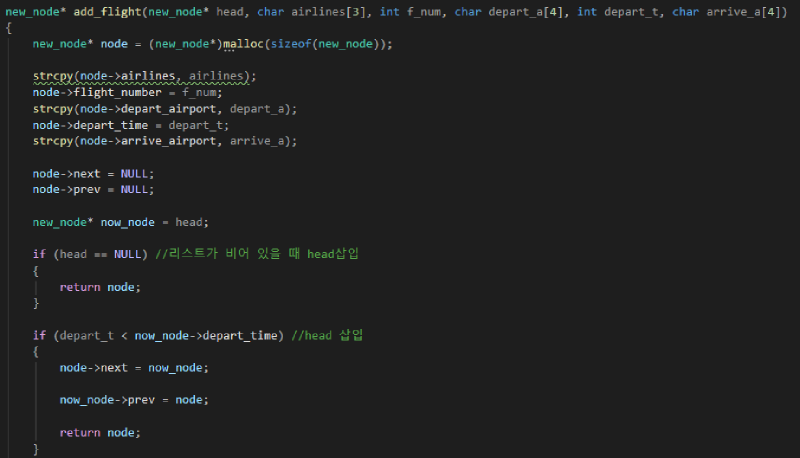 new_node* add_flight(new_node* head, char airlines[3], int f_num, char depart_a[4], int depart_t, char arrive_a[4])
{
new_node* node = (new_node*)malloc(sizeof(new_node));
strcpy(node->airlines, airlines);
node->flight_number = f_num;
strcpy(node->depart_airport, depart_a);
node->depart_time = depart_t;
strcpy(node->arrive_airport, arrive_a);
node->next = NULL;
node->prev = NULL;
new_node* now_node = head;
if (head == NULL) //리스트가 비어 있을 때 head삽입
{
return node;
}
if (depart_t < now_node->depart_time) //head 삽입
{
node->next = now_node;
now_node->prev = node;
return node;
}